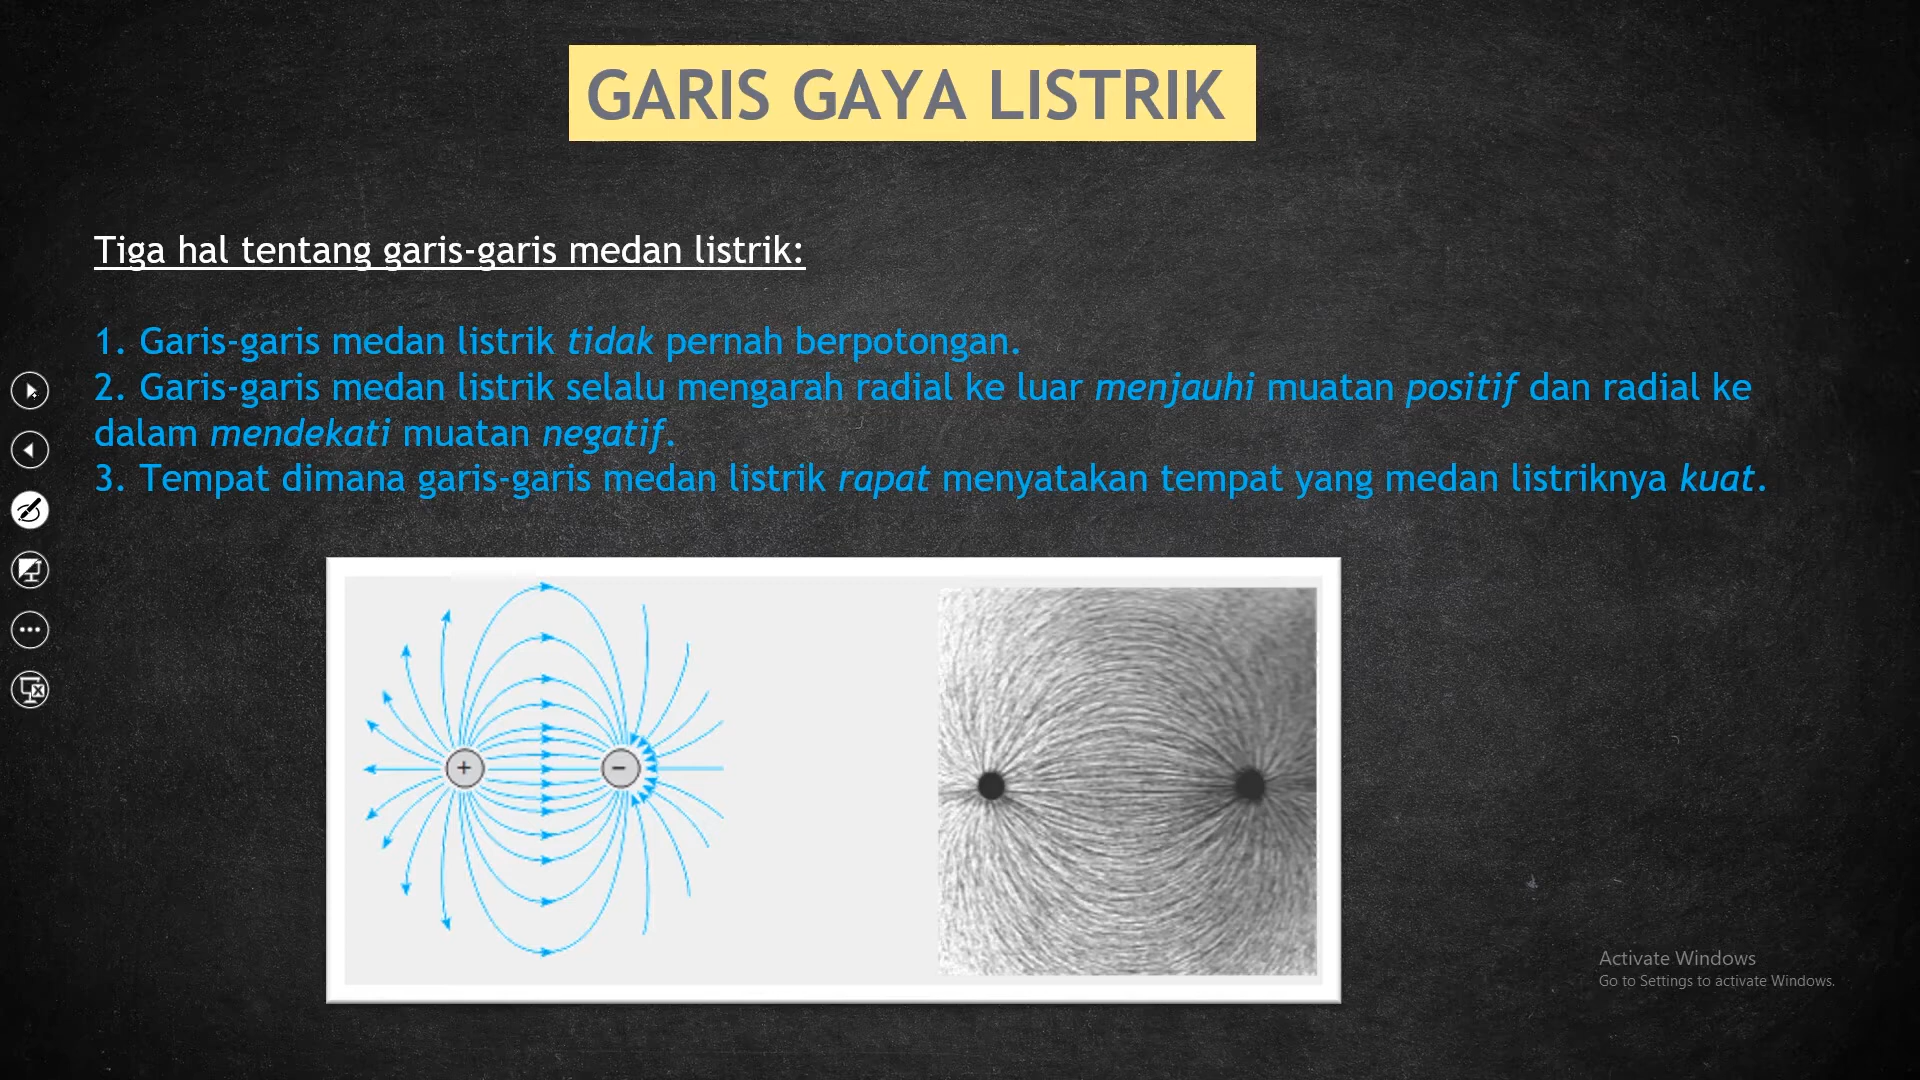 GARIS GAYA LISTRIK
Tiga hal tentang garis-garis medan listrik:
1. Garis-garis medan listrik tidak pernah berpotongan.
2. Garis-garis medan listrik selalu mengarah radial ke luar menjauhi muatan positif dan radial ke
dalam mendekati muatan negatif.
3. Tempat dimana garis-garis medan listrik rapat menyatakan tempat yang medan listriknya kuat.
+ −
Activate Windows
Go to Settings to activate Windows.